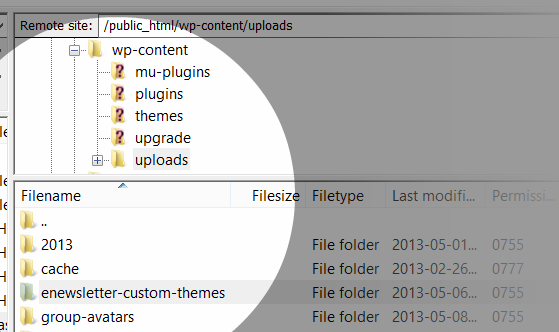 Remote site: /public_html/wp-content/uploads
wp-content
mu-plugins
plugins
themes
upgrade
uploads
Filename Filesize Filetype Last modifi... Permissi...
..
2013 File folder 2013-05-01... 0755
cache File folder 2013-02-26... 0777
enewsletter-custom-themes File folder 2013-05-06... 0755
group-avatars File folder 2013-05-08... 0755